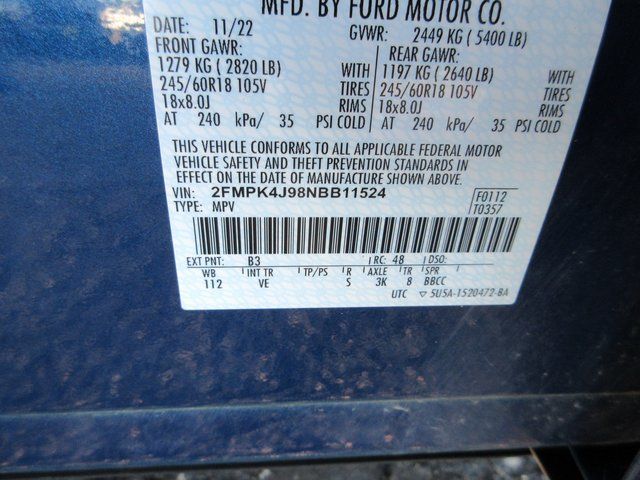 MFD. BY FORD MOTOR CO.
DATE: 11/22 GVWR: 2449 KG ( 5400 LB)
FRONT GAWR: REAR GAWR:
1279 KG ( 2820 LB) WITH 1197 KG ( 2640 LB) WITH
245/60R18 105V TIRES 245/60R18 105V TIRES
18x8.0J RIMS 18x8.0J RIMS
AT 240 kPa/ 35 PSI COLD AT 240 kPa/ 35 PSI COLD
THIS VEHICLE CONFORMS TO ALL APPLICABLE FEDERAL MOTOR
VEHICLE SAFETY AND THEFT PREVENTION STANDARDS IN
EFFECT ON THE DATE OF MANUFACTURE SHOWN ABOVE.
VIN: 2FMPK4J98NBB11524 F0112
TYPE: MPV T0357
EXT PNT: B3 RC: 48 DSO:
WB INT TR TP/PS R AXLE TR SPR
112 VE S 3K 8 BBCC
UTC ▽ 5U5A-1520472-BA